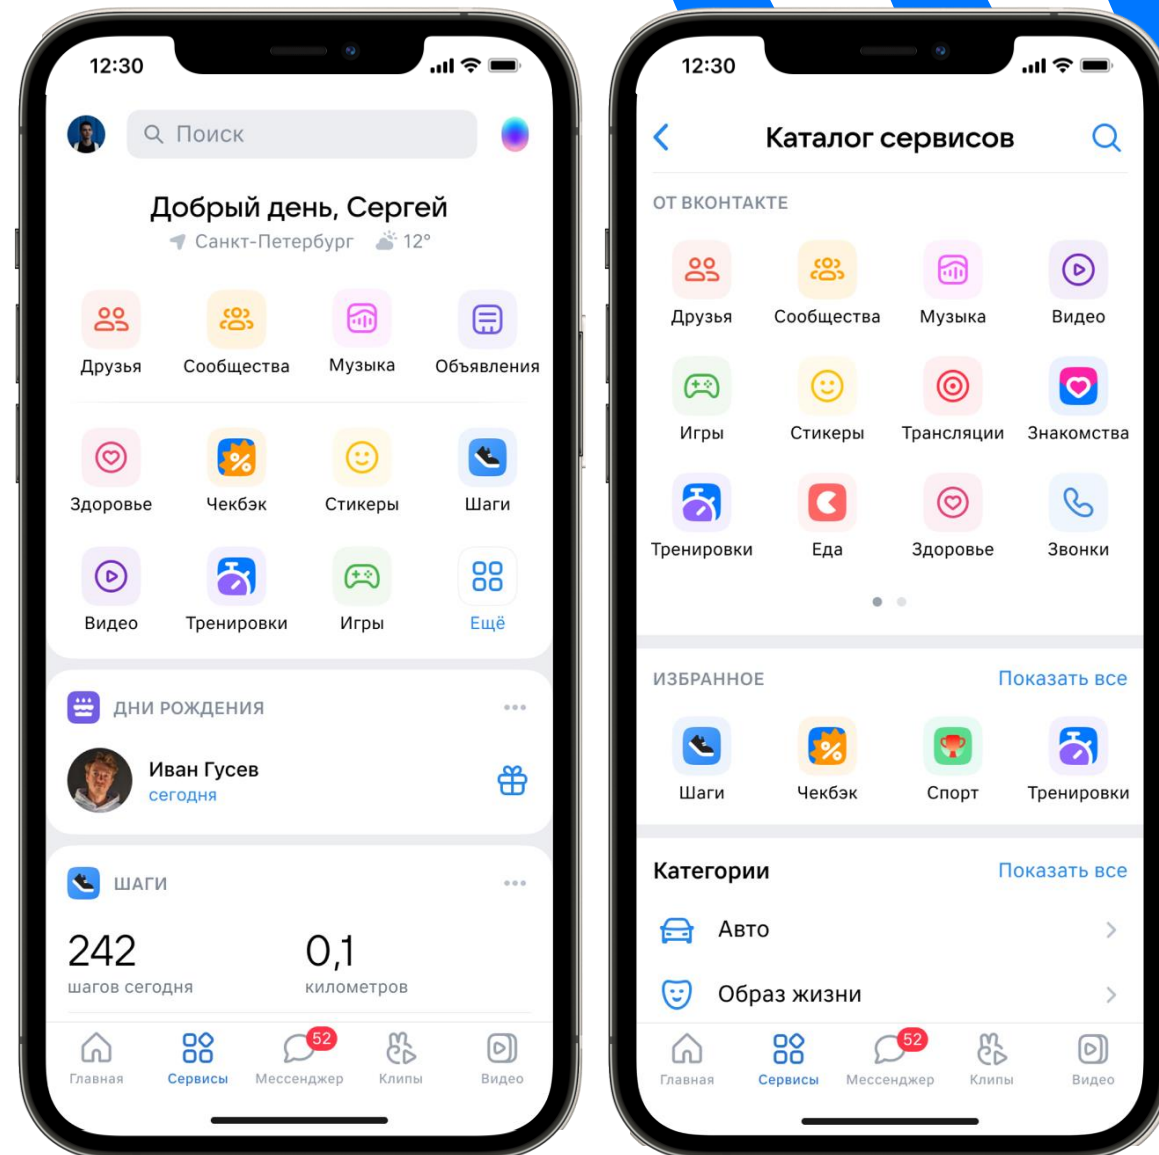 12:30
Поиск
Добрый день, Сергей
Санкт-Петербург 12°
Друзья Сообщества Музыка Объявления
Здоровье Чекбэк Стикеры Шаги
Видео Тренировки Игры Ещё
ДНИ РОЖДЕНИЯ
Иван Гусев
сегодня
ШАГИ
242 0,1
шагов сегодня километров
52
Главная Сервисы Мессенджер Клипы Видео
12:30
Каталог сервисов
ОТ ВКОНТАКТЕ
Друзья Сообщества Музыка Видео
Игры Стикеры Трансляции Знакомства
Тренировки Еда Здоровье Звонки
ИЗБРАННОЕ Показать все
Шаги Чекбэк Спорт Тренировки
Категории Показать все
Авто
Образ жизни
52
Главная Сервисы Мессенджер Клипы Видео